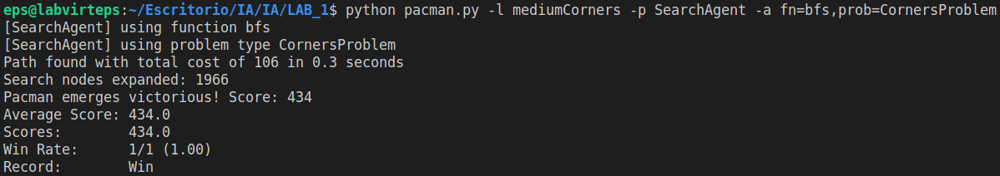 eps@labvirteps:~/Escritorio/IA/IA/LAB_1$ python pacman.py -l mediumCorners -p SearchAgent -a fn=bfs,prob=CornersProblem
[SearchAgent] using function bfs
[SearchAgent] using problem type CornersProblem
Path found with total cost of 106 in 0.3 seconds
Search nodes expanded: 1966
Pacman emerges victorious! Score: 434
Average Score: 434.0
Scores:        434.0
Win Rate:      1/1 (1.00)
Record:        Win